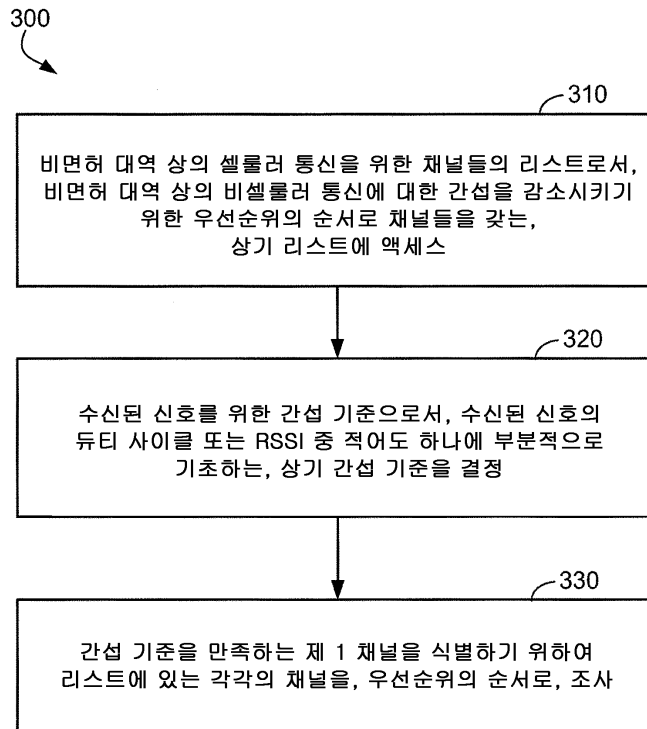 300
310
비면허 대역 상의 셀룰러 통신을 위한 채널들의 리스트로서,
비면허 대역 상의 비셀룰러 통신에 대한 간섭을 감소시키기
위한 우선순위의 순서로 채널들을 갖는,
상기 리스트에 액세스
320
수신된 신호를 위한 간섭 기준으로서, 수신된 신호의
듀티 사이클 또는 RSSI 중 적어도 하나에 부분적으로
기초하는, 상기 간섭 기준을 결정
330
간섭 기준을 만족하는 제 1 채널을 식별하기 위하여
리스트에 있는 각각의 채널을, 우선순위의 순서로, 조사